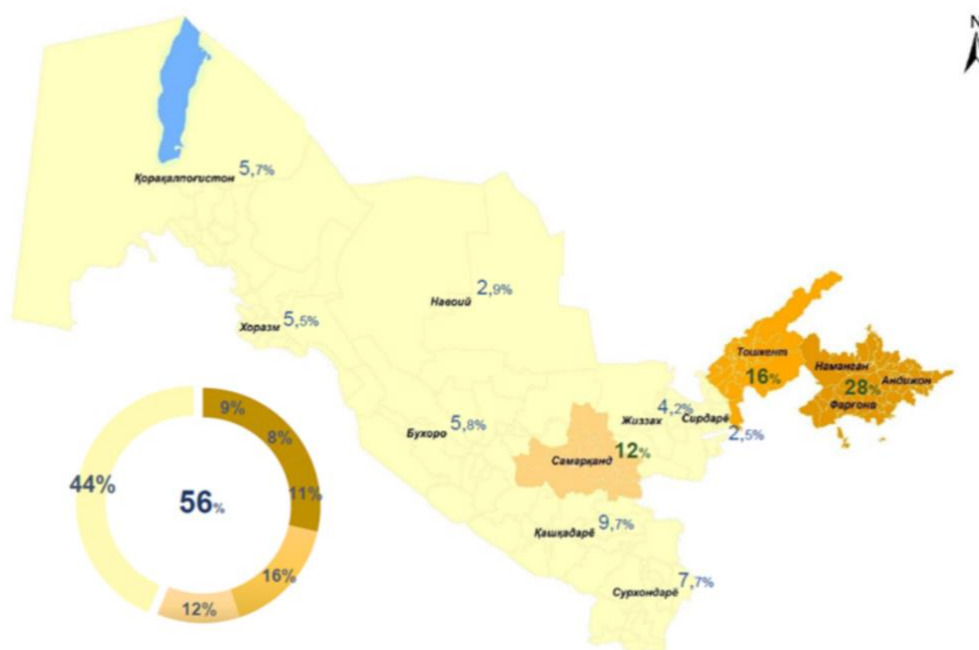 N
Қорақалпоғистон 5,7%
Навоий 2,9%
Хоразм 5,5%
Тошкент
16%
Наманган
Андижон
28%
Фарғона
Бухоро 5,8%
Жиззах 4,2%
Сирдарё 2,5%
Самарқанд 12%
Қашқадарё 9,7%
Сурхондарё 7,7%
9%
8%
11%
16%
12%
44%
56%